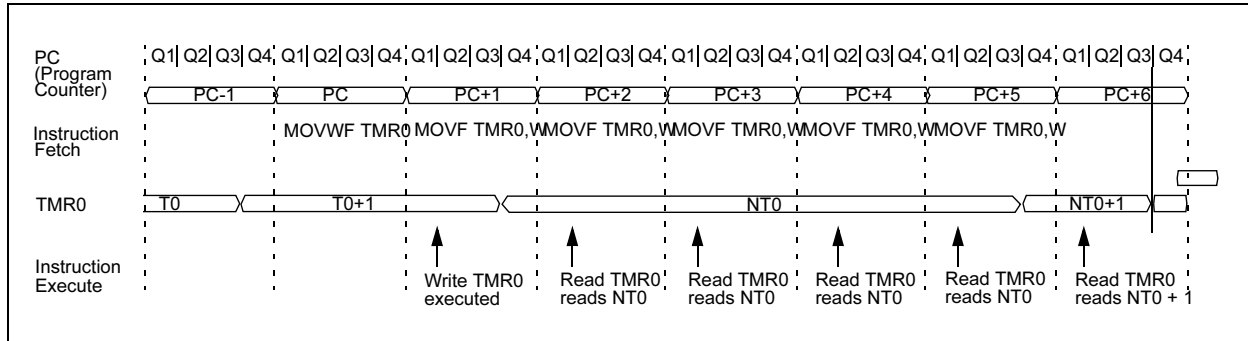 PC
(Program
Counter)
Q1 Q2 Q3 Q4 Q1 Q2 Q3 Q4 Q1 Q2 Q3 Q4 Q1 Q2 Q3 Q4 Q1 Q2 Q3 Q4 Q1 Q2 Q3 Q4 Q1 Q2 Q3 Q4 Q1 Q2 Q3 Q4
PC-1 PC PC+1 PC+2 PC+3 PC+4 PC+5 PC+6
Instruction
Fetch
MOVWF TMR0 MOVF TMR0,W MOVF TMR0,W MOVF TMR0,W MOVF TMR0,W MOVF TMR0,W
TMR0
T0 T0+1 NT0 NT0+1
Instruction
Execute
Write TMR0
executed
Read TMR0
reads NT0
Read TMR0
reads NT0
Read TMR0
reads NT0
Read TMR0
reads NT0
Read TMR0
reads NT0 + 1